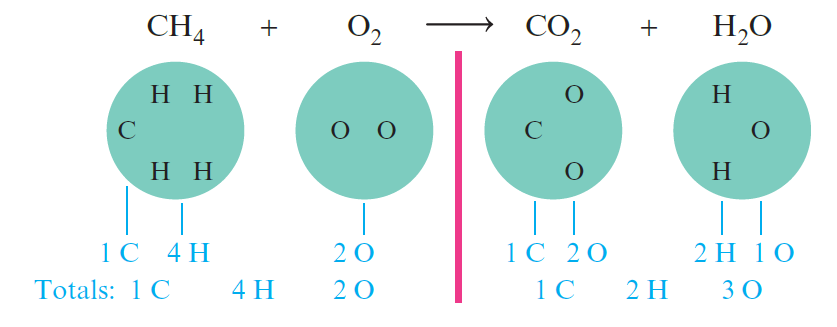 CH₄ + O₂ ⟶ CO₂ + H₂O
H H O H
C O O C O
H H O H
1 C 4 H 2 O 1 C 2 O 2 H 1 O
Totals: 1 C 4 H 2 O 1 C 2 H 3 O